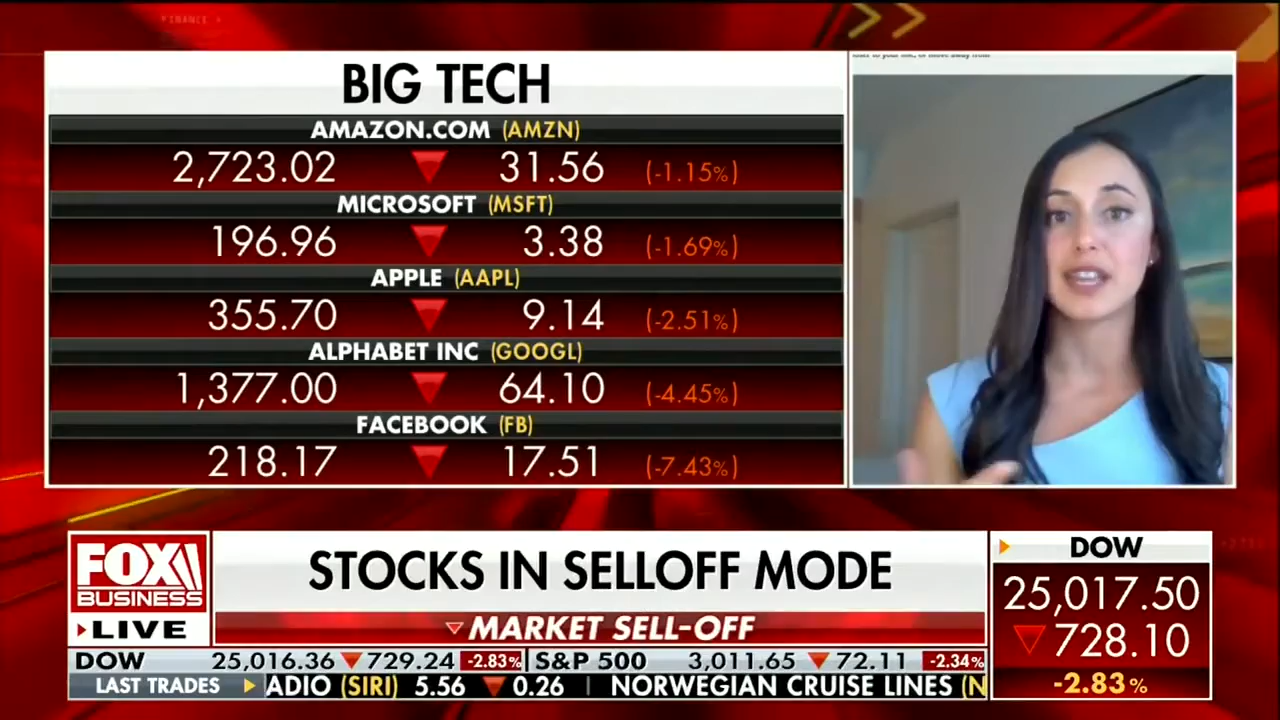 FINANCE
BIG TECH
AMAZON.COM (AMZN)
2,723.02 31.56 (-1.15%)
MICROSOFT (MSFT)
196.96 3.38 (-1.69%)
APPLE (AAPL)
355.70 9.14 (-2.51%)
ALPHABET INC (GOOGL)
1,377.00 64.10 (-4.45%)
FACEBOOK (FB)
218.17 17.51 (-7.43%)
FOX
BUSINESS
LIVE
STOCKS IN SELLOFF MODE
MARKET SELL-OFF
DOW
25,017.50
728.10
-2.83%
DOW 25,016.36 729.24 -2.83% S&P 500 3,011.65 72.11 -2.34%
LAST TRADES ADIO (SIRI) 5.56 0.26 NORWEGIAN CRUISE LINES (N